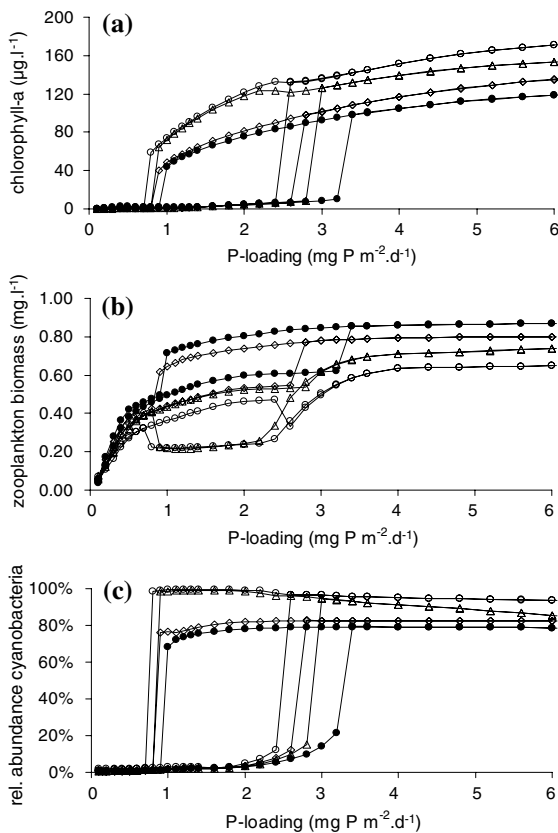 (a)
chlorophyll-a (µg.l⁻¹)
200
160
120
80
40
0
0 1 2 3 4 5 6
P-loading (mg P m⁻².d⁻¹)
(b)
zooplankton biomass (mg.l⁻¹)
1.00
0.80
0.60
0.40
0.20
0.00
0 1 2 3 4 5 6
P-loading (mg P m⁻².d⁻¹)
(c)
rel. abundance cyanobacteria
100%
80%
60%
40%
20%
0%
0 1 2 3 4 5 6
P-loading (mg P m⁻².d⁻¹)